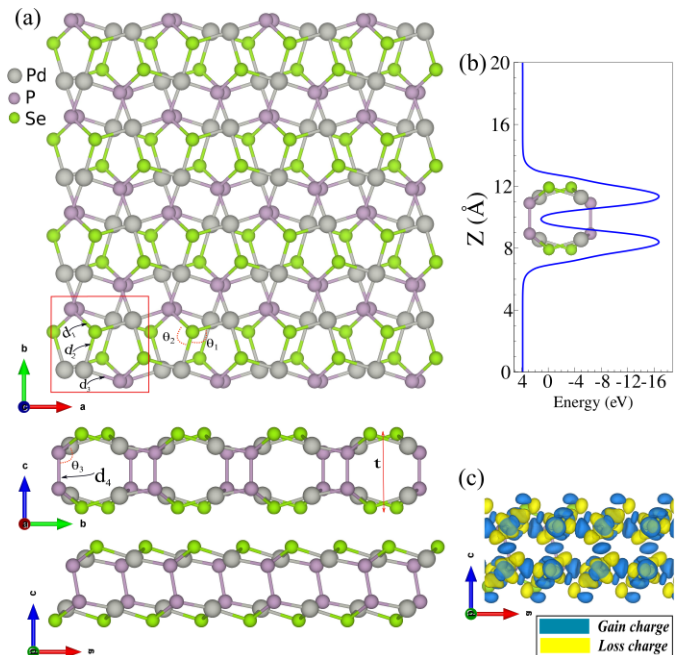 (a)
Pd
P
Se
d1
d2
d3
θ2
θ1
b
a
c
θ3
d4
t
b
c
(b)
20
16
12
8
4
0
Z (Å)
4
0
-4
-8
-12
-16
Energy (eV)
(c)
c
Gain charge
Loss charge